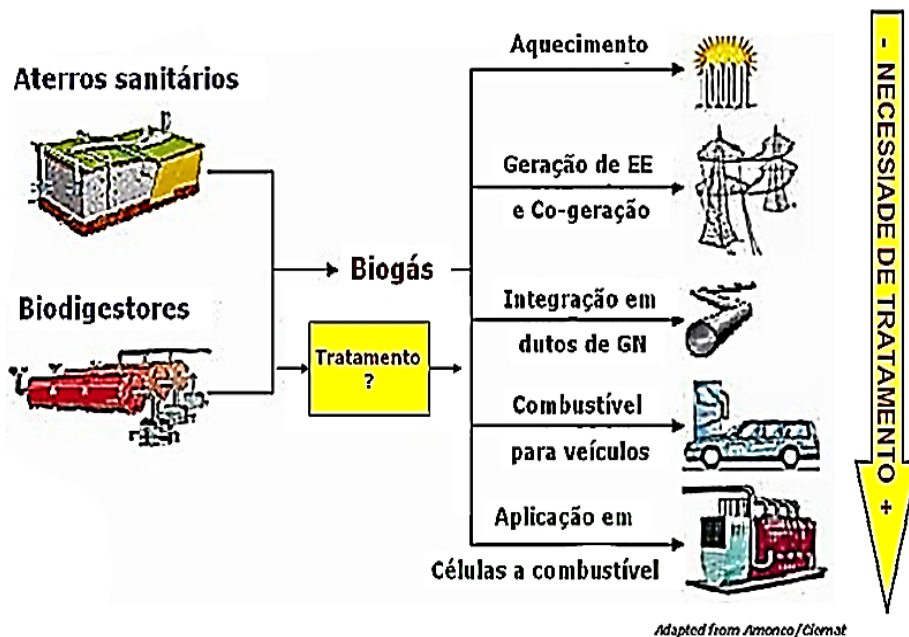 Aterros sanitários
Biodigestores
Biogás
Tratamento
?
Aquecimento
Geração de EE
e Co-geração
Integração em
dutos de GN
Combustível
para veículos
Aplicação em
Células a combustível
- NECESSIADE DE TRATAMENTO +
Adapted from Amonco/Ciemat